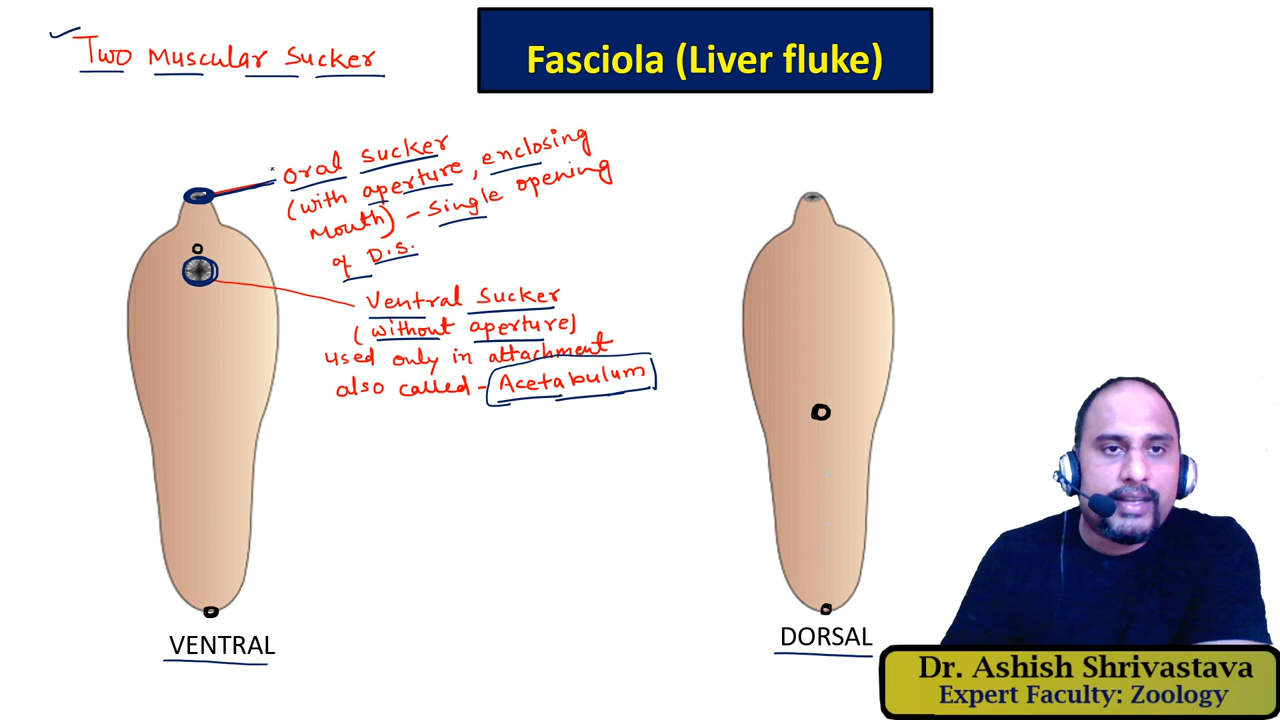 Two Muscular Sucker
Fasciola (Liver fluke)
Oral sucker
(with aperture, enclosing
Mouth) - Single opening
of D.S.
Ventral Sucker
(without aperture)
used only in attachment
also called - Acetabulum
VENTRAL
DORSAL
Dr. Ashish Shrivastava
Expert Faculty: Zoology